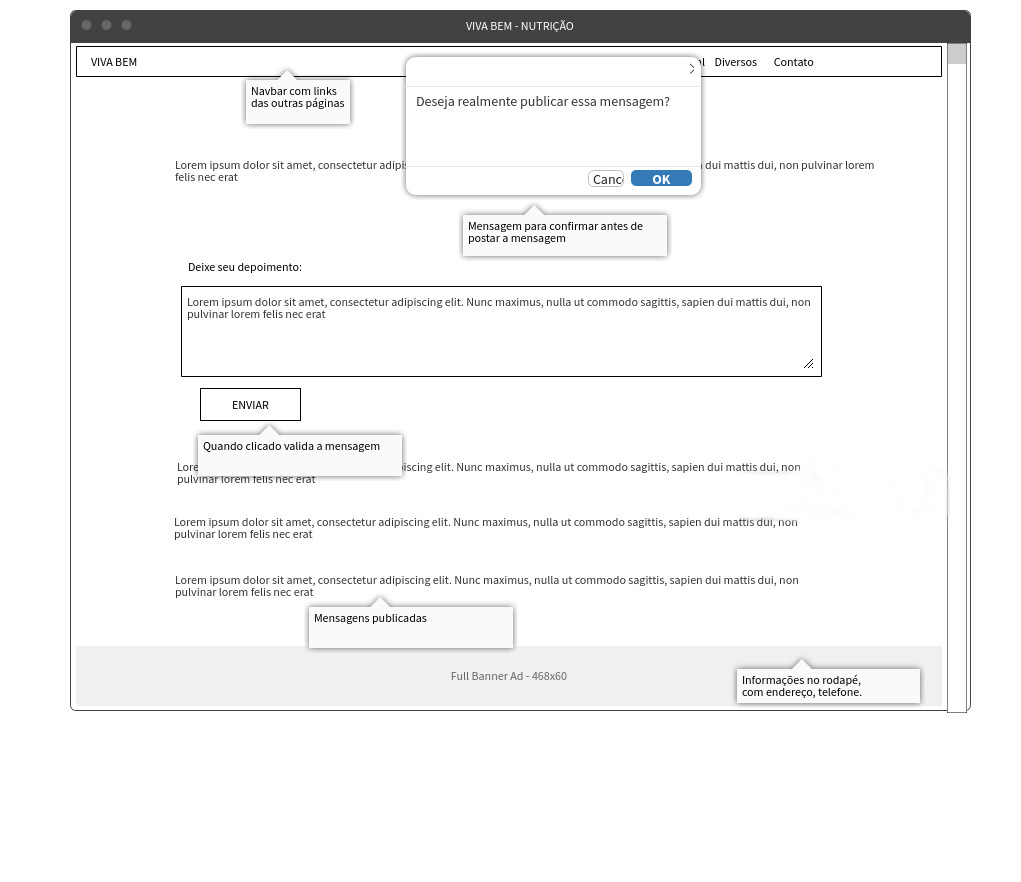 VIVA BEM - NUTRIÇÃO
VIVA BEM
Diversos
Contato
Navbar com links
das outras páginas
Deseja realmente publicar essa mensagem?
OK
Lorem ipsum dolor sit amet, consectetur
dui mattis dui, non pulvinar lorem
felis nec erat
Mensagem para confirmar antes de
postar a mensagem
Deixe seu depoimento:
Lorem ipsum dolor sit amet, consectetur adipiscing elit. Nunc maximus, nulla ut commodo sagittis, sapien dui mattis dui, non
pulvinar lorem felis nec erat
ENVIAR
Quando clicado valida a mensagem
elit. Nunc maximus, nulla ut commodo sagittis, sapien dui mattis dui, non
pulvinar lorem felis nec erat
Lorem ipsum dolor sit amet, consectetur adipiscing elit. Nunc maximus, nulla ut commodo sagittis, sapien dui mattis dui, non
pulvinar lorem felis nec erat
Lorem ipsum dolor sit amet, consectetur adipiscing elit. Nunc maximus, nulla ut commodo sagittis, sapien dui mattis dui, non
pulvinar lorem felis nec erat
Mensagens publicadas
Full Banner Ad - 468x60
Informações no rodapé,
com endereço, telefone.